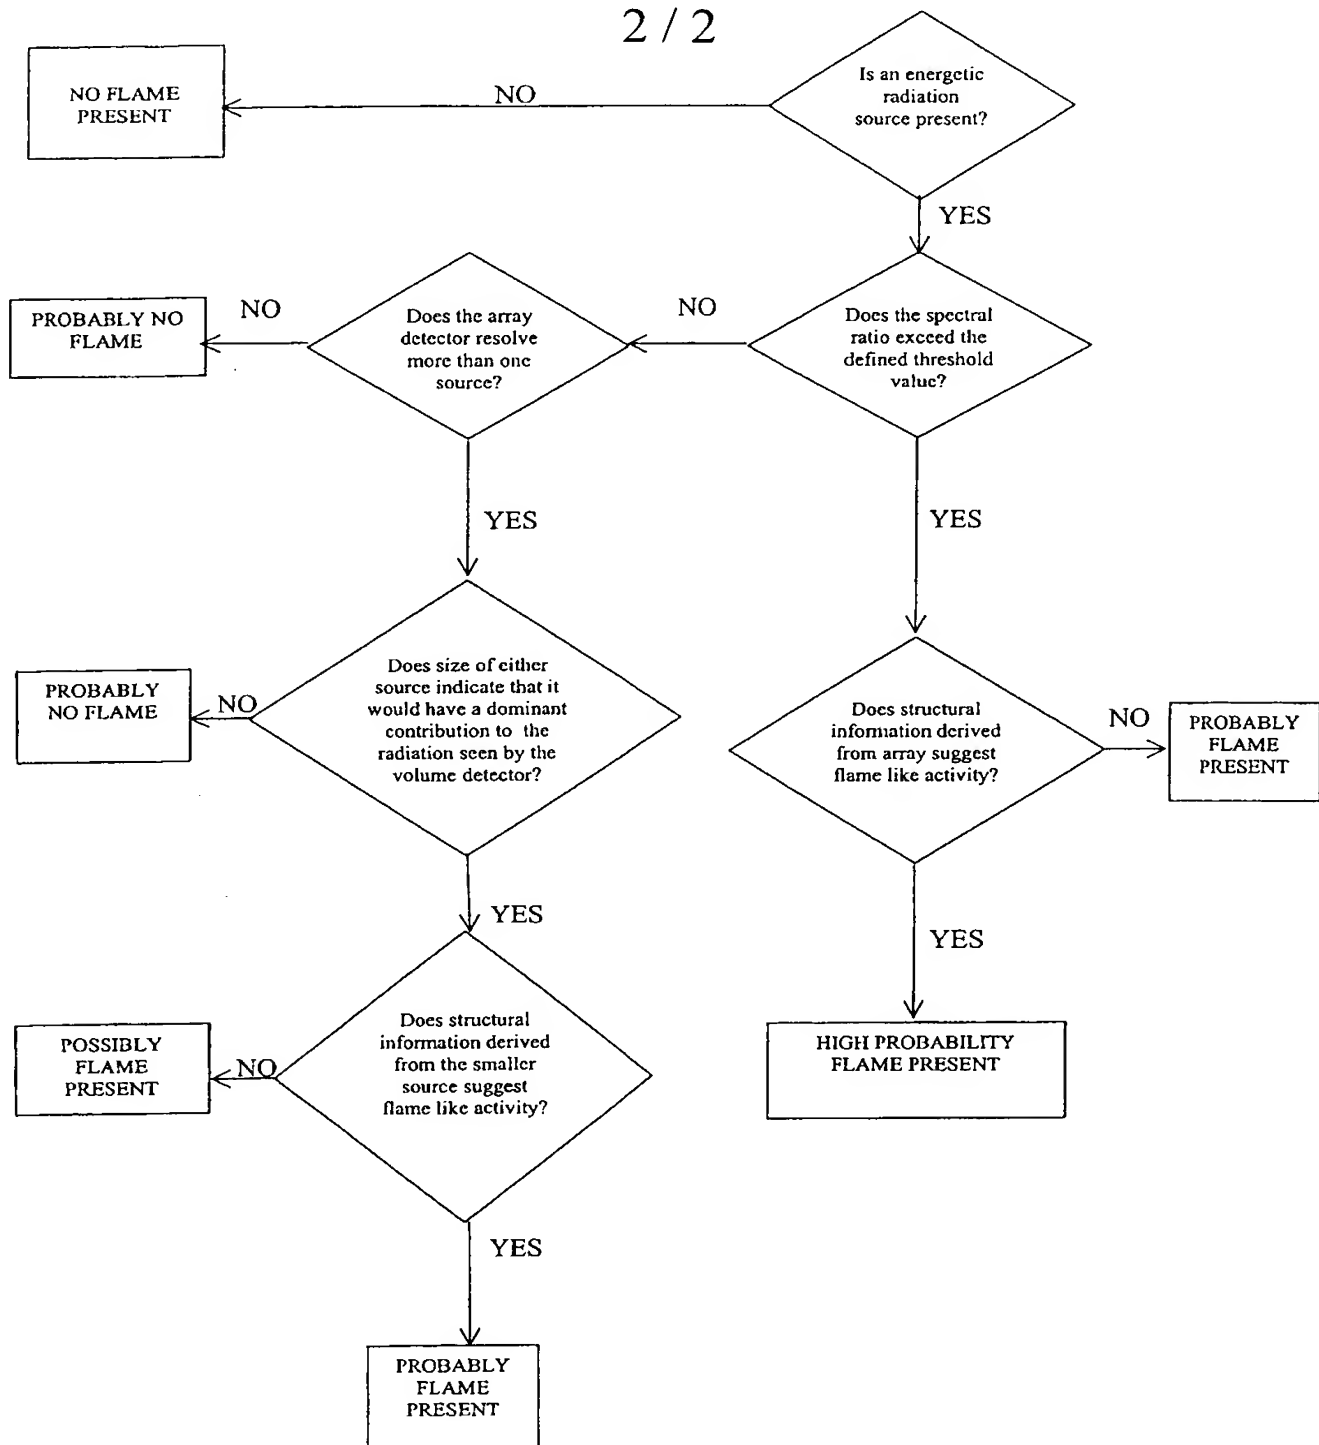 2 / 2
Is an energetic
radiation
source present?
NO
NO FLAME
PRESENT
YES
Does the spectral
ratio exceed the
defined threshold
value?
NO
Does the array
detector resolve
more than one
source?
NO
PROBABLY NO
FLAME
YES
YES
Does size of either
source indicate that it
would have a dominant
contribution to the
radiation seen by the
volume detector?
NO
PROBABLY
NO FLAME
Does structural
information derived
from array suggest
flame like activity?
NO
PROBABLY
FLAME
PRESENT
YES
YES
Does structural
information derived
from the smaller
source suggest
flame like activity?
NO
POSSIBLY
FLAME
PRESENT
HIGH PROBABILITY
FLAME PRESENT
YES
PROBABLY
FLAME
PRESENT